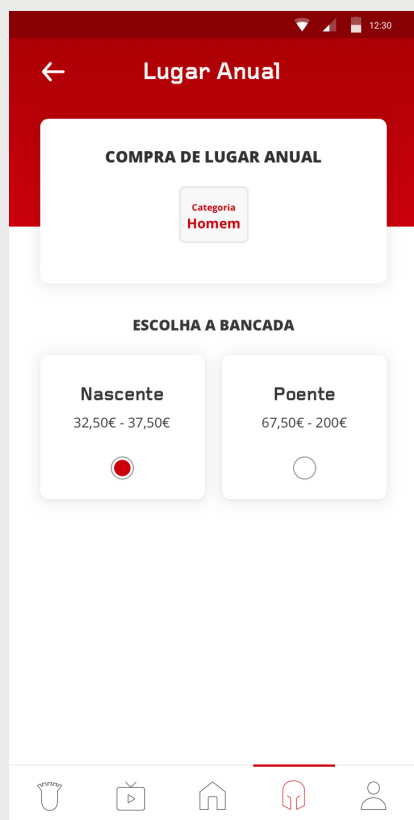 12:30
Lugar Anual
COMPRA DE LUGAR ANUAL
Categoria
Homem
ESCOLHA A BANCADA
Nascente
32,50€ - 37,50€
Poente
67,50€ - 200€